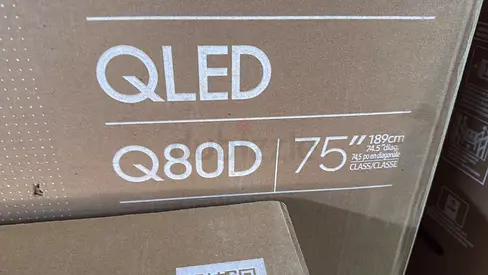 QLED
Q80D
75"
189cm
74.5"diag.
74,5 po en diagonale
CLASS/CLASSE